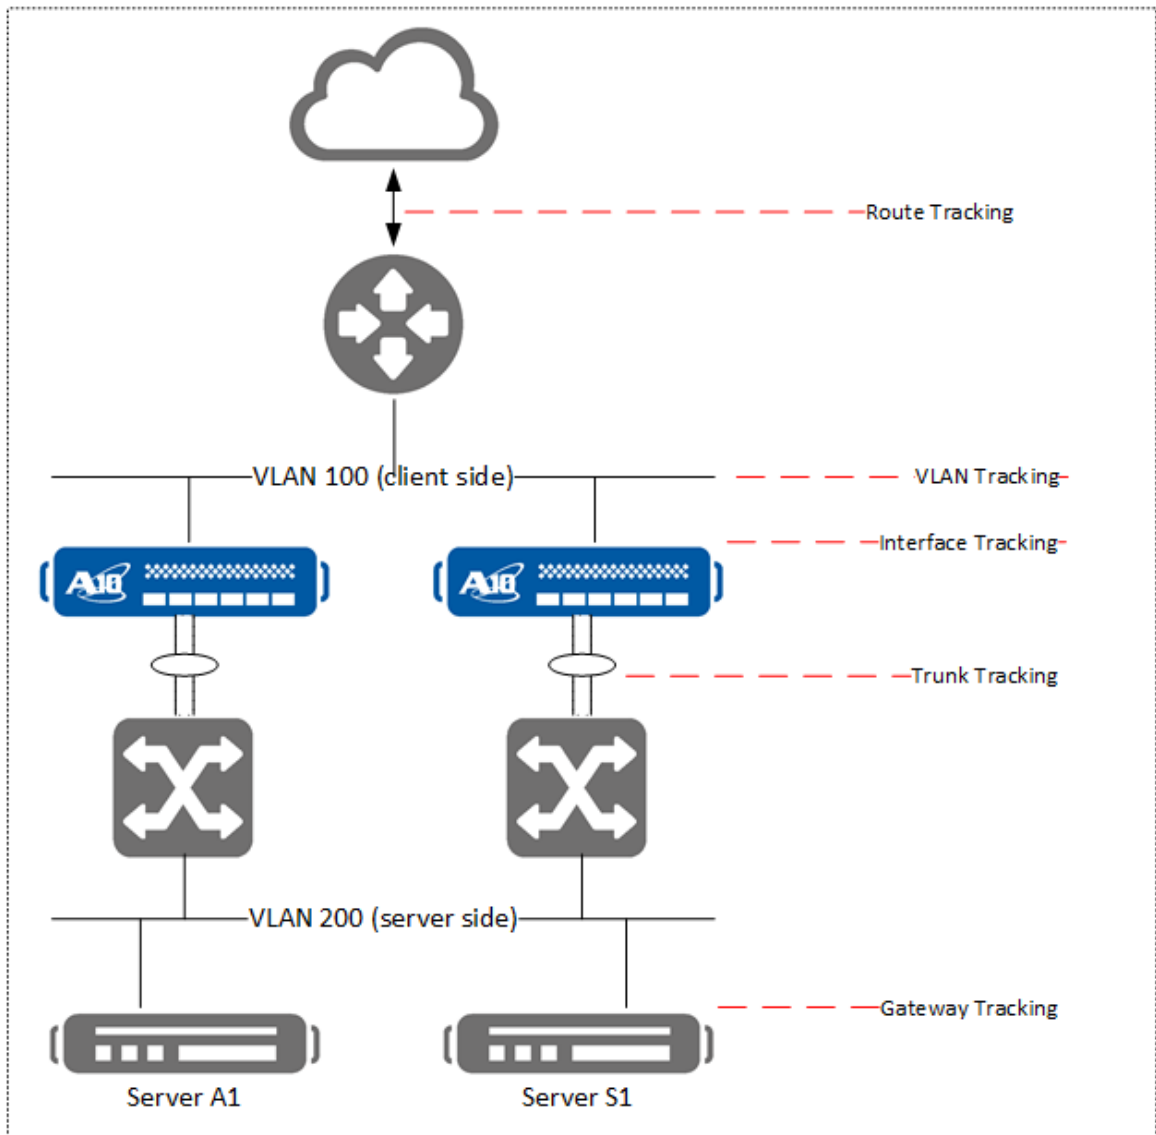 Route Tracking
VLAN 100 (client side)
VLAN Tracking
Interface Tracking
A10
A10
Trunk Tracking
VLAN 200 (server side)
Gateway Tracking
Server A1
Server S1